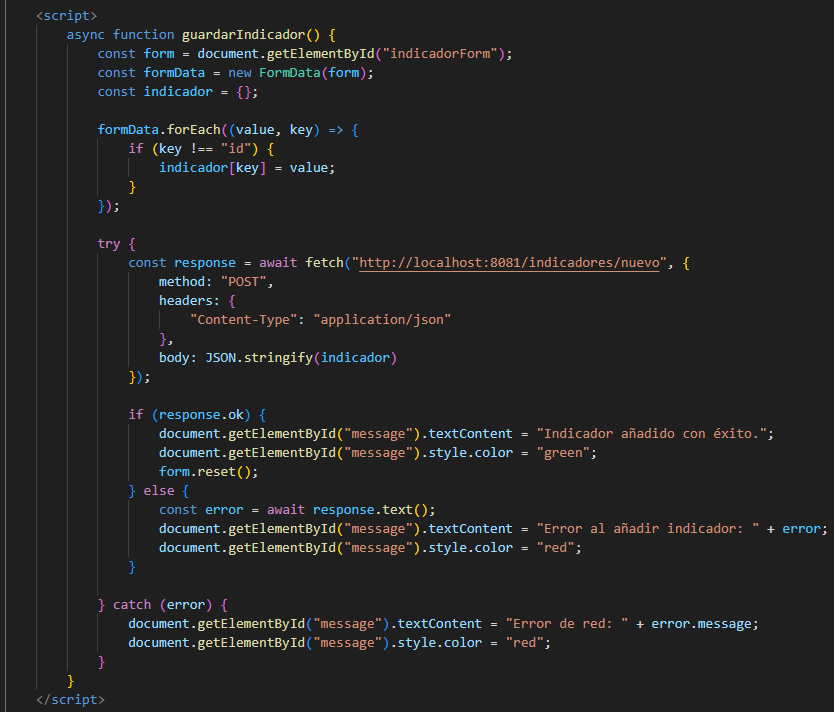 <script>
async function guardarIndicador() {
const form = document.getElementById("indicadorForm");
const formData = new FormData(form);
const indicador = {};
formData.forEach((value, key) => {
if (key !== "id") {
indicador[key] = value;
}
});
try {
const response = await fetch("http://localhost:8081/indicadores/nuevo", {
method: "POST",
headers: {
"Content-Type": "application/json"
},
body: JSON.stringify(indicador)
});
if (response.ok) {
document.getElementById("message").textContent = "Indicador añadido con éxito.";
document.getElementById("message").style.color = "green";
form.reset();
} else {
const error = await response.text();
document.getElementById("message").textContent = "Error al añadir indicador: " + error;
document.getElementById("message").style.color = "red";
}
} catch (error) {
document.getElementById("message").textContent = "Error de red: " + error.message;
document.getElementById("message").style.color = "red";
}
}
</script>